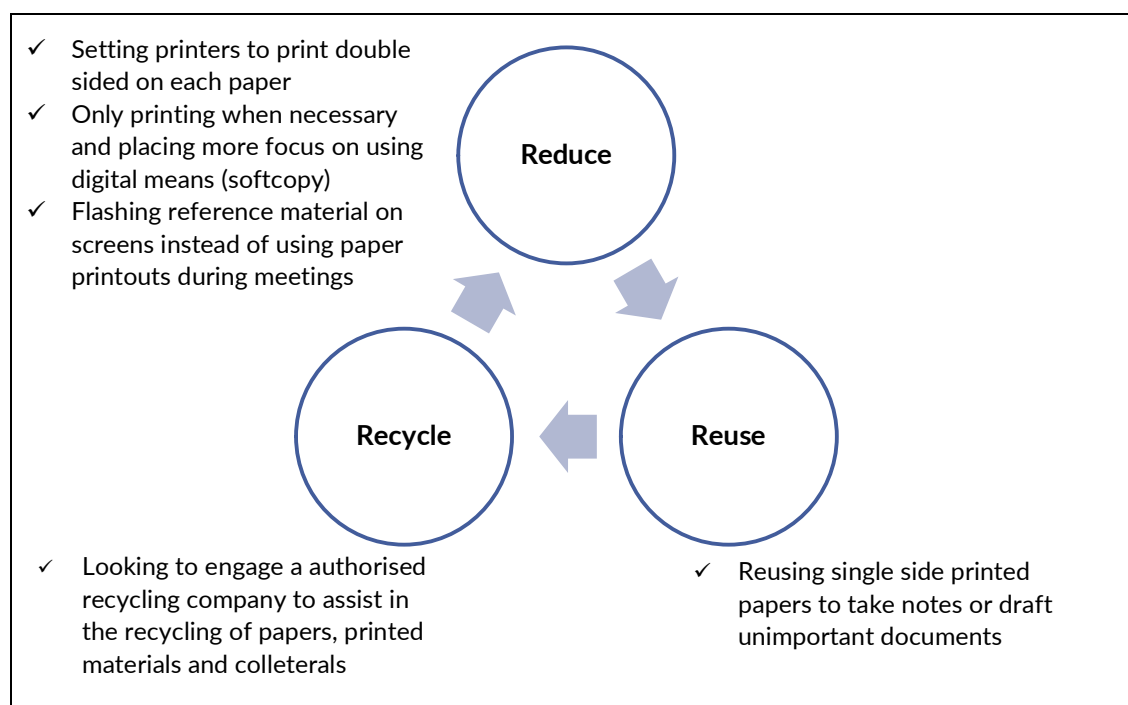 ✓ Setting printers to print double
sided on each paper
✓ Only printing when necessary
and placing more focus on using
digital means (softcopy)
✓ Flashing reference material on
screens instead of using paper
printouts during meetings
Reduce
Recycle
Reuse
✓ Looking to engage a authorised
recycling company to assist in
the recycling of papers, printed
materials and colleterals
✓ Reusing single side printed
papers to take notes or draft
unimportant documents